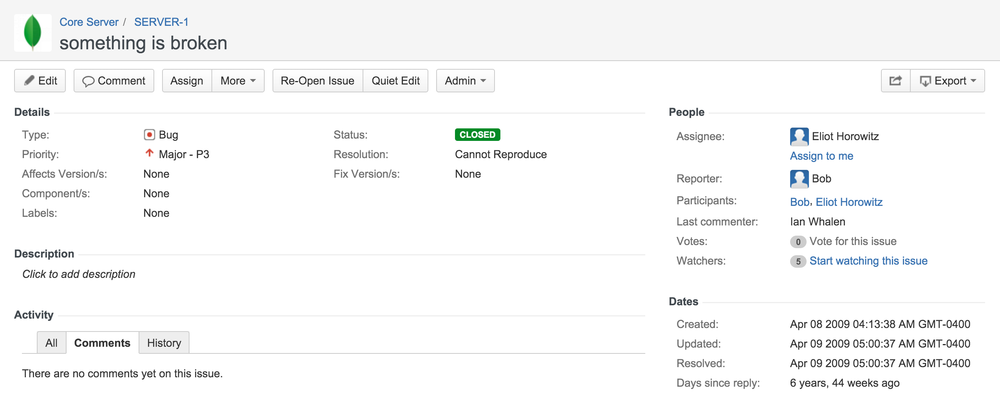 Core Server / SERVER-1
something is broken
Edit Comment Assign More Re-Open Issue Quiet Edit Admin Export
Details
Type: Bug Status: CLOSED
Priority: Major - P3 Resolution: Cannot Reproduce
Affects Version/s: None Fix Version/s: None
Component/s: None
Labels: None
Description
Click to add description
Activity
All Comments History
There are no comments yet on this issue.
People
Assignee: Eliot Horowitz
Assign to me
Reporter: Bob
Participants: Bob, Eliot Horowitz
Last commenter: Ian Whalen
Votes: 0 Vote for this issue
Watchers: 5 Start watching this issue
Dates
Created: Apr 08 2009 04:13:38 AM GMT-0400
Updated: Apr 09 2009 05:00:37 AM GMT-0400
Resolved: Apr 09 2009 05:00:37 AM GMT-0400
Days since reply: 6 years, 44 weeks ago